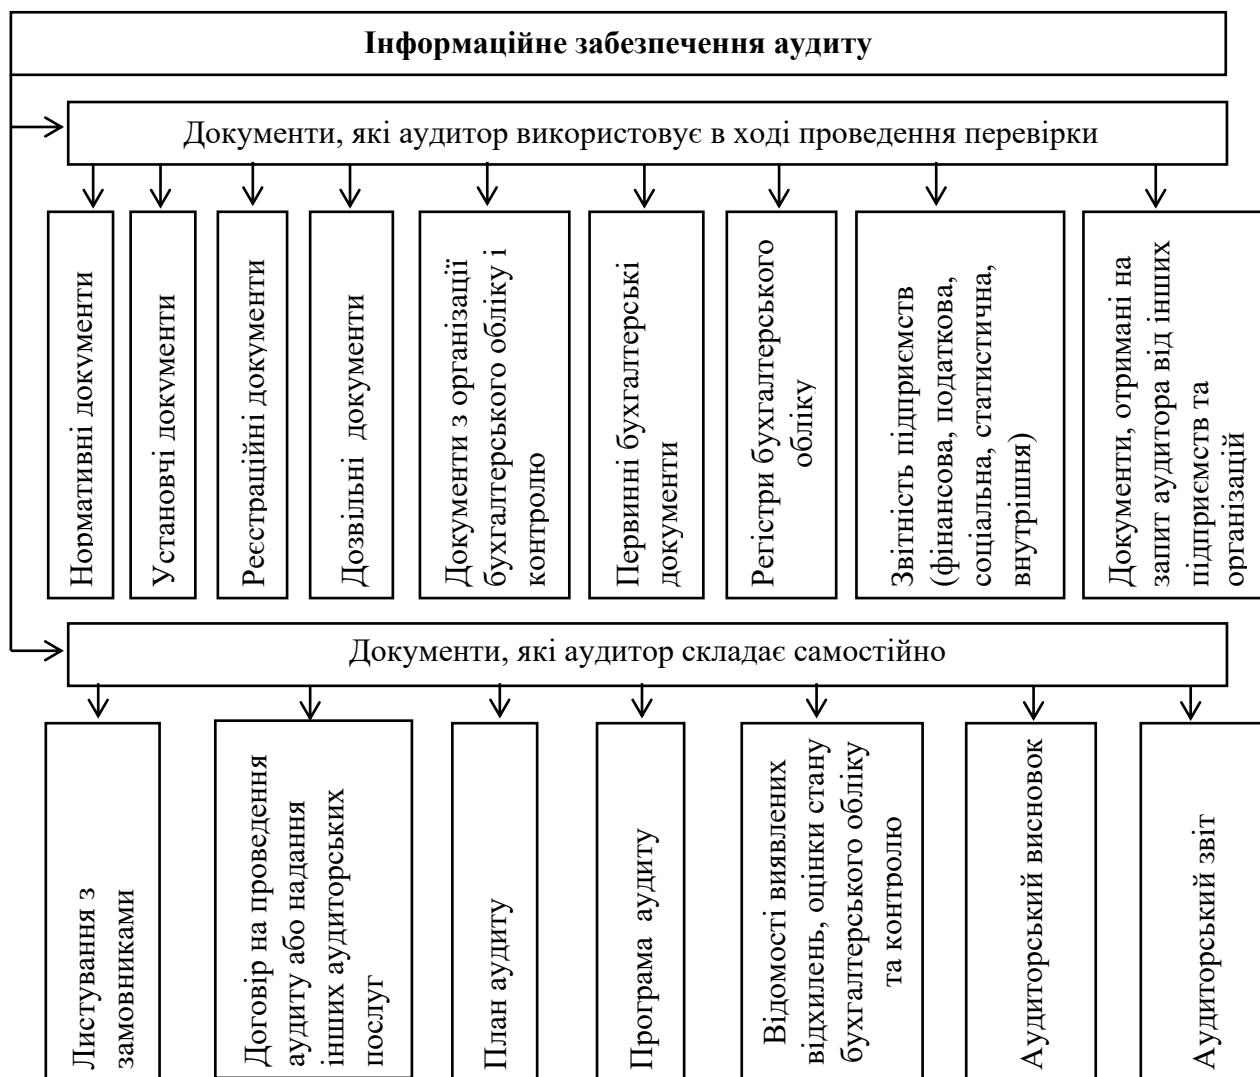 Інформаційне забезпечення аудиту
Документи, які аудитор використовує в ході проведення перевірки
Нормативні документи
Установчі документи
Реєстраційні документи
Дозвільні документи
Документи з організації
бухгалтерського обліку і
контролю
Первинні бухгалтерські
документи
Регістри бухгалтерського
обліку
Звітність підприємств
(фінансова, податкова,
соціальна, статистична,
внутрішня)
Документи, отримані на
запит аудитора від інших
підприємств та
організацій
Документи, які аудитор складає самостійно
Листування з
замовниками
Договір на проведення
аудиту або надання
інших аудиторських
послуг
План аудиту
Програма аудиту
Відомості виявлених
відхилень, оцінки стану
бухгалтерського обліку
та контролю
Аудиторський висновок
Аудиторський звіт